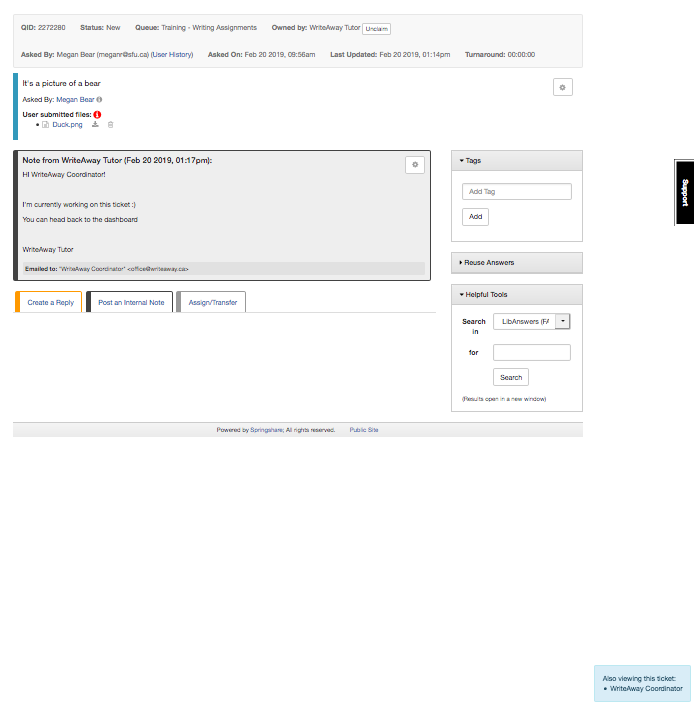 QID: 2272280 Status: New Queue: Training - Writing Assignments Owned by: WriteAway Tutor Unclaim
Asked By: Megan Bear (meganr@sfu.ca) (User History) Asked On: Feb 20 2019, 09:56am Last Updated: Feb 20 2019, 01:14pm Turnaround: 00:00:00
It's a picture of a bear
Asked By: Megan Bear
User submitted files:
• Duck.png
Note from WriteAway Tutor (Feb 20 2019, 01:17pm):
HI WriteAway Coordinator!
I'm currently working on this ticket :)
You can head back to the dashboard
WriteAway Tutor
Emailed to: "WriteAway Coordinator" <office@writeaway.ca>
Create a Reply
Post an Internal Note
Assign/Transfer
Tags
Add Tag
Add
Reuse Answers
Helpful Tools
Search
in
LibAnswers (FA
for
Search
(Results open in a new window)
Support
Powered by Springshare; All rights reserved. Public Site
Also viewing this ticket:
• WriteAway Coordinator